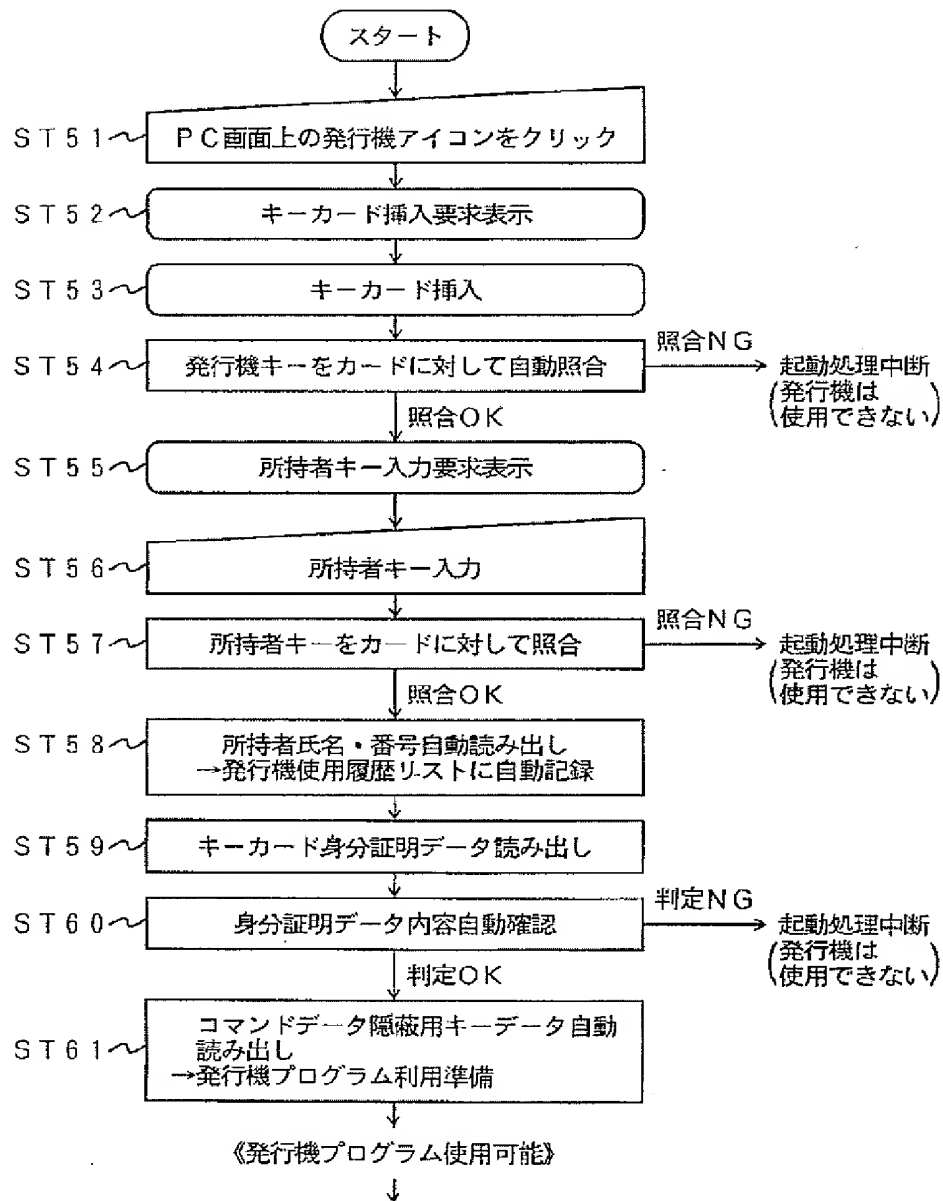 スタート
ST51 PC画面上の発行機アイコンをクリック
ST52 キーカード挿入要求表示
ST53 キーカード挿入
ST54 発行機キーをカードに対して自動照合
照合NG
起動処理中断
(発行機は
使用できない)
照合OK
ST55 所持者キー入力要求表示
ST56 所持者キー入力
ST57 所持者キーをカードに対して照合
照合NG
起動処理中断
(発行機は
使用できない)
照合OK
ST58 所持者氏名・番号自動読み出し
→発行機使用履歴リストに自動記録
ST59 キーカード身分証明データ読み出し
ST60 身分証明データ内容自動確認
判定NG
起動処理中断
(発行機は
使用できない)
判定OK
ST61 コマンドデータ隠蔽用キーデータ自動
読み出し
→発行機プログラム利用準備
《発行機プログラム使用可能》